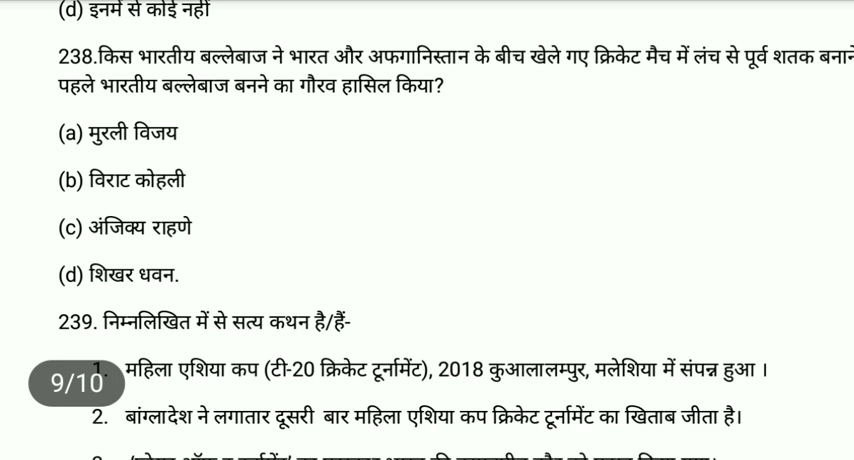 (d) इनमें से कोई नहीं
238.किस भारतीय बल्लेबाज ने भारत और अफगानिस्तान के बीच खेले गए क्रिकेट मैच में लंच से पूर्व शतक बनाने
पहले भारतीय बल्लेबाज बनने का गौरव हासिल किया?
(a) मुरली विजय
(b) विराट कोहली
(c) अंजिक्य राहणे
(d) शिखर धवन.
239. निम्नलिखित में से सत्य कथन है/हैं-
1. महिला एशिया कप (टी-20 क्रिकेट टूर्नामेंट), 2018 कुआलालम्पुर, मलेशिया में संपन्न हुआ ।
9/10
2. बांग्लादेश ने लगातार दूसरी बार महिला एशिया कप क्रिकेट टूर्नामेंट का खिताब जीता है।